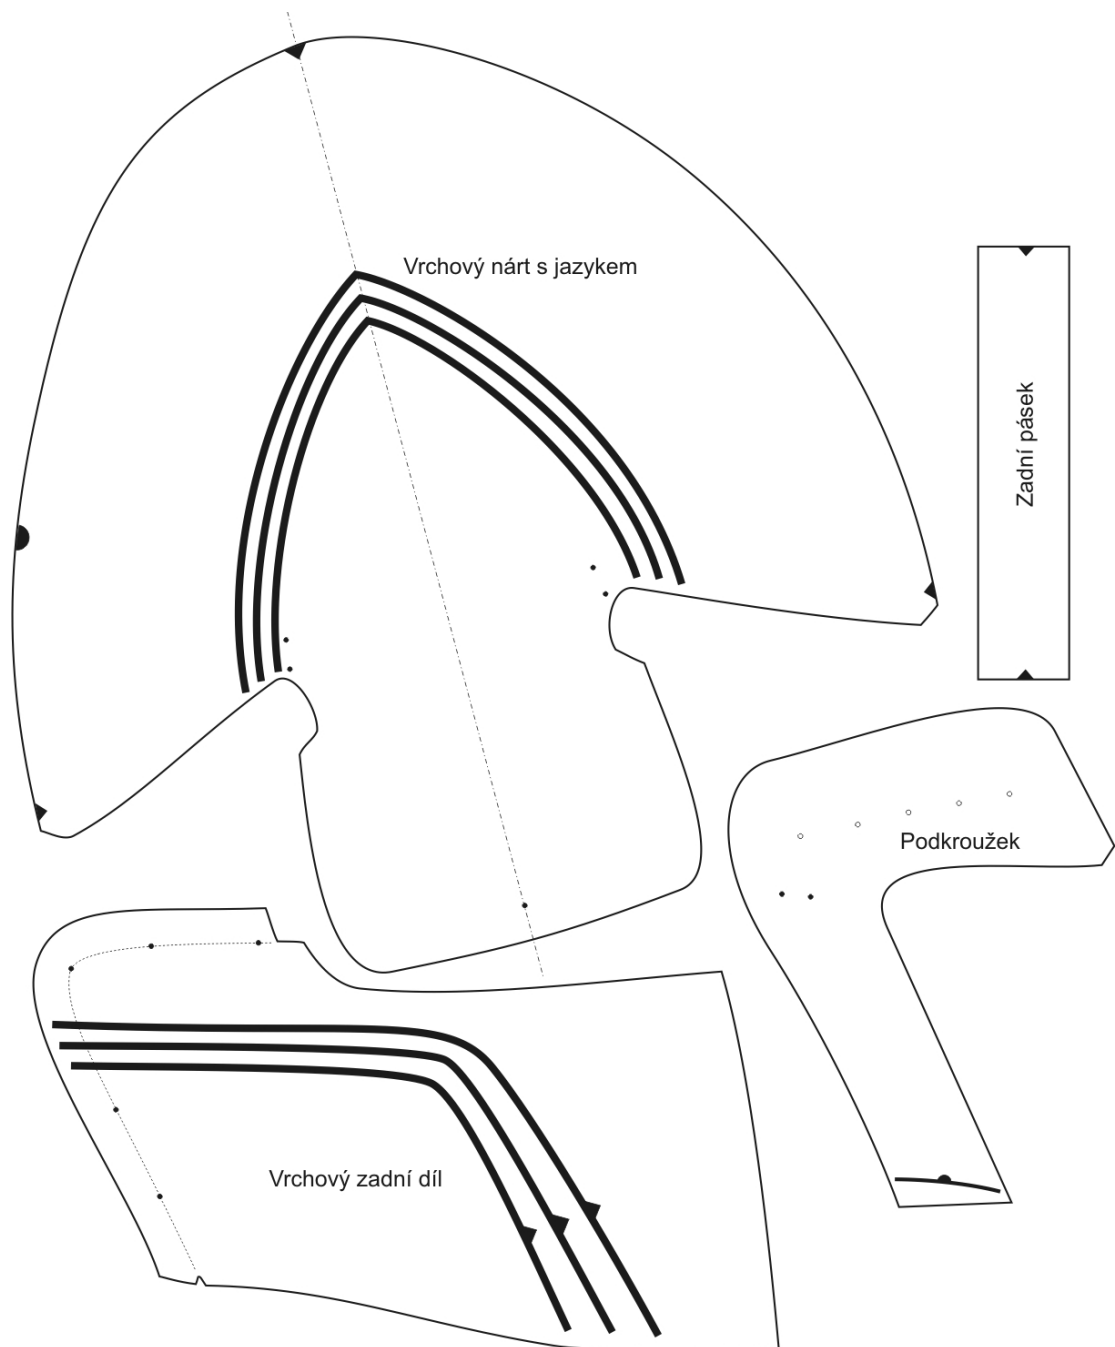 Vrchový nárt s jazykem
Zadní pásek
Podkroužek
Vrchový zadní díl